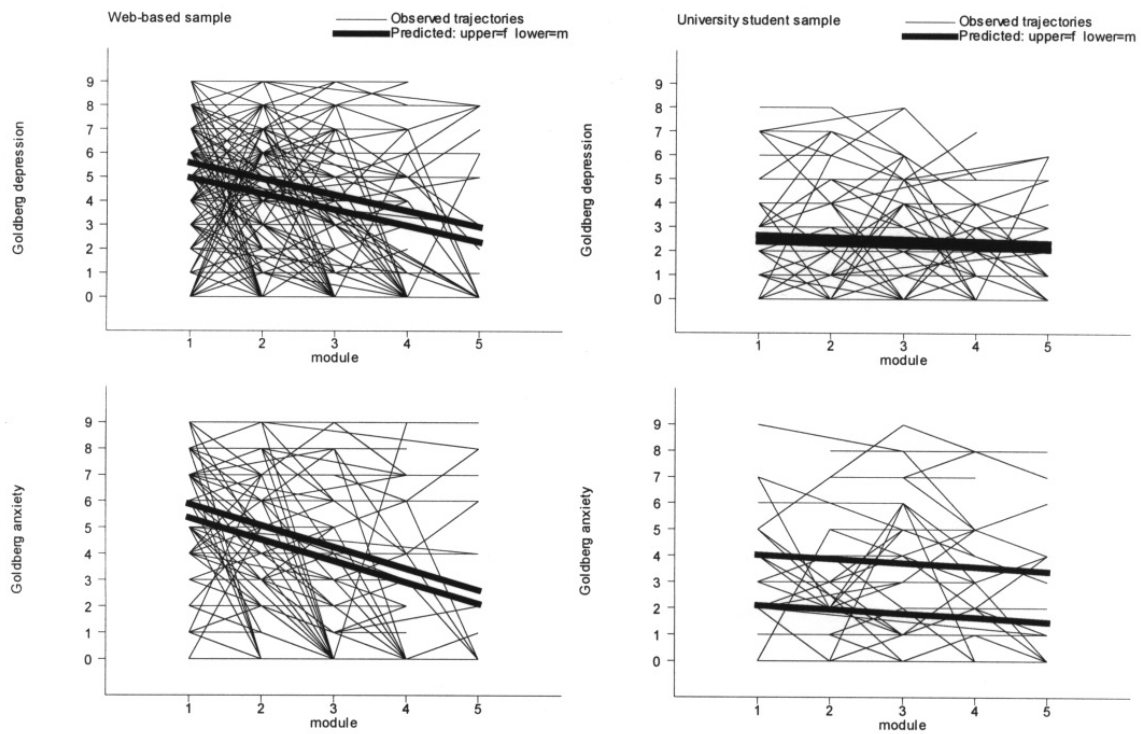 Web-based sample
Observed trajectories
Predicted: upper=f lower=m
Goldberg depression
9
8
7
6
5
4
3
2
1
0
1 2 3 4 5
module
University student sample
Observed trajectories
Predicted: upper=f lower=m
Goldberg depression
9
8
7
6
5
4
3
2
1
0
1 2 3 4 5
module
Goldberg anxiety
9
8
7
6
5
4
3
2
1
0
1 2 3 4 5
module
Goldberg anxiety
9
8
7
6
5
4
3
2
1
0
1 2 3 4 5
module